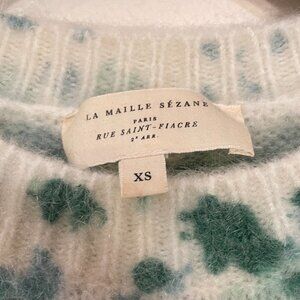 LA MAILLE SÉZANE
PARIS
RUE SAINT-FIACRE
2e ARR.
XS